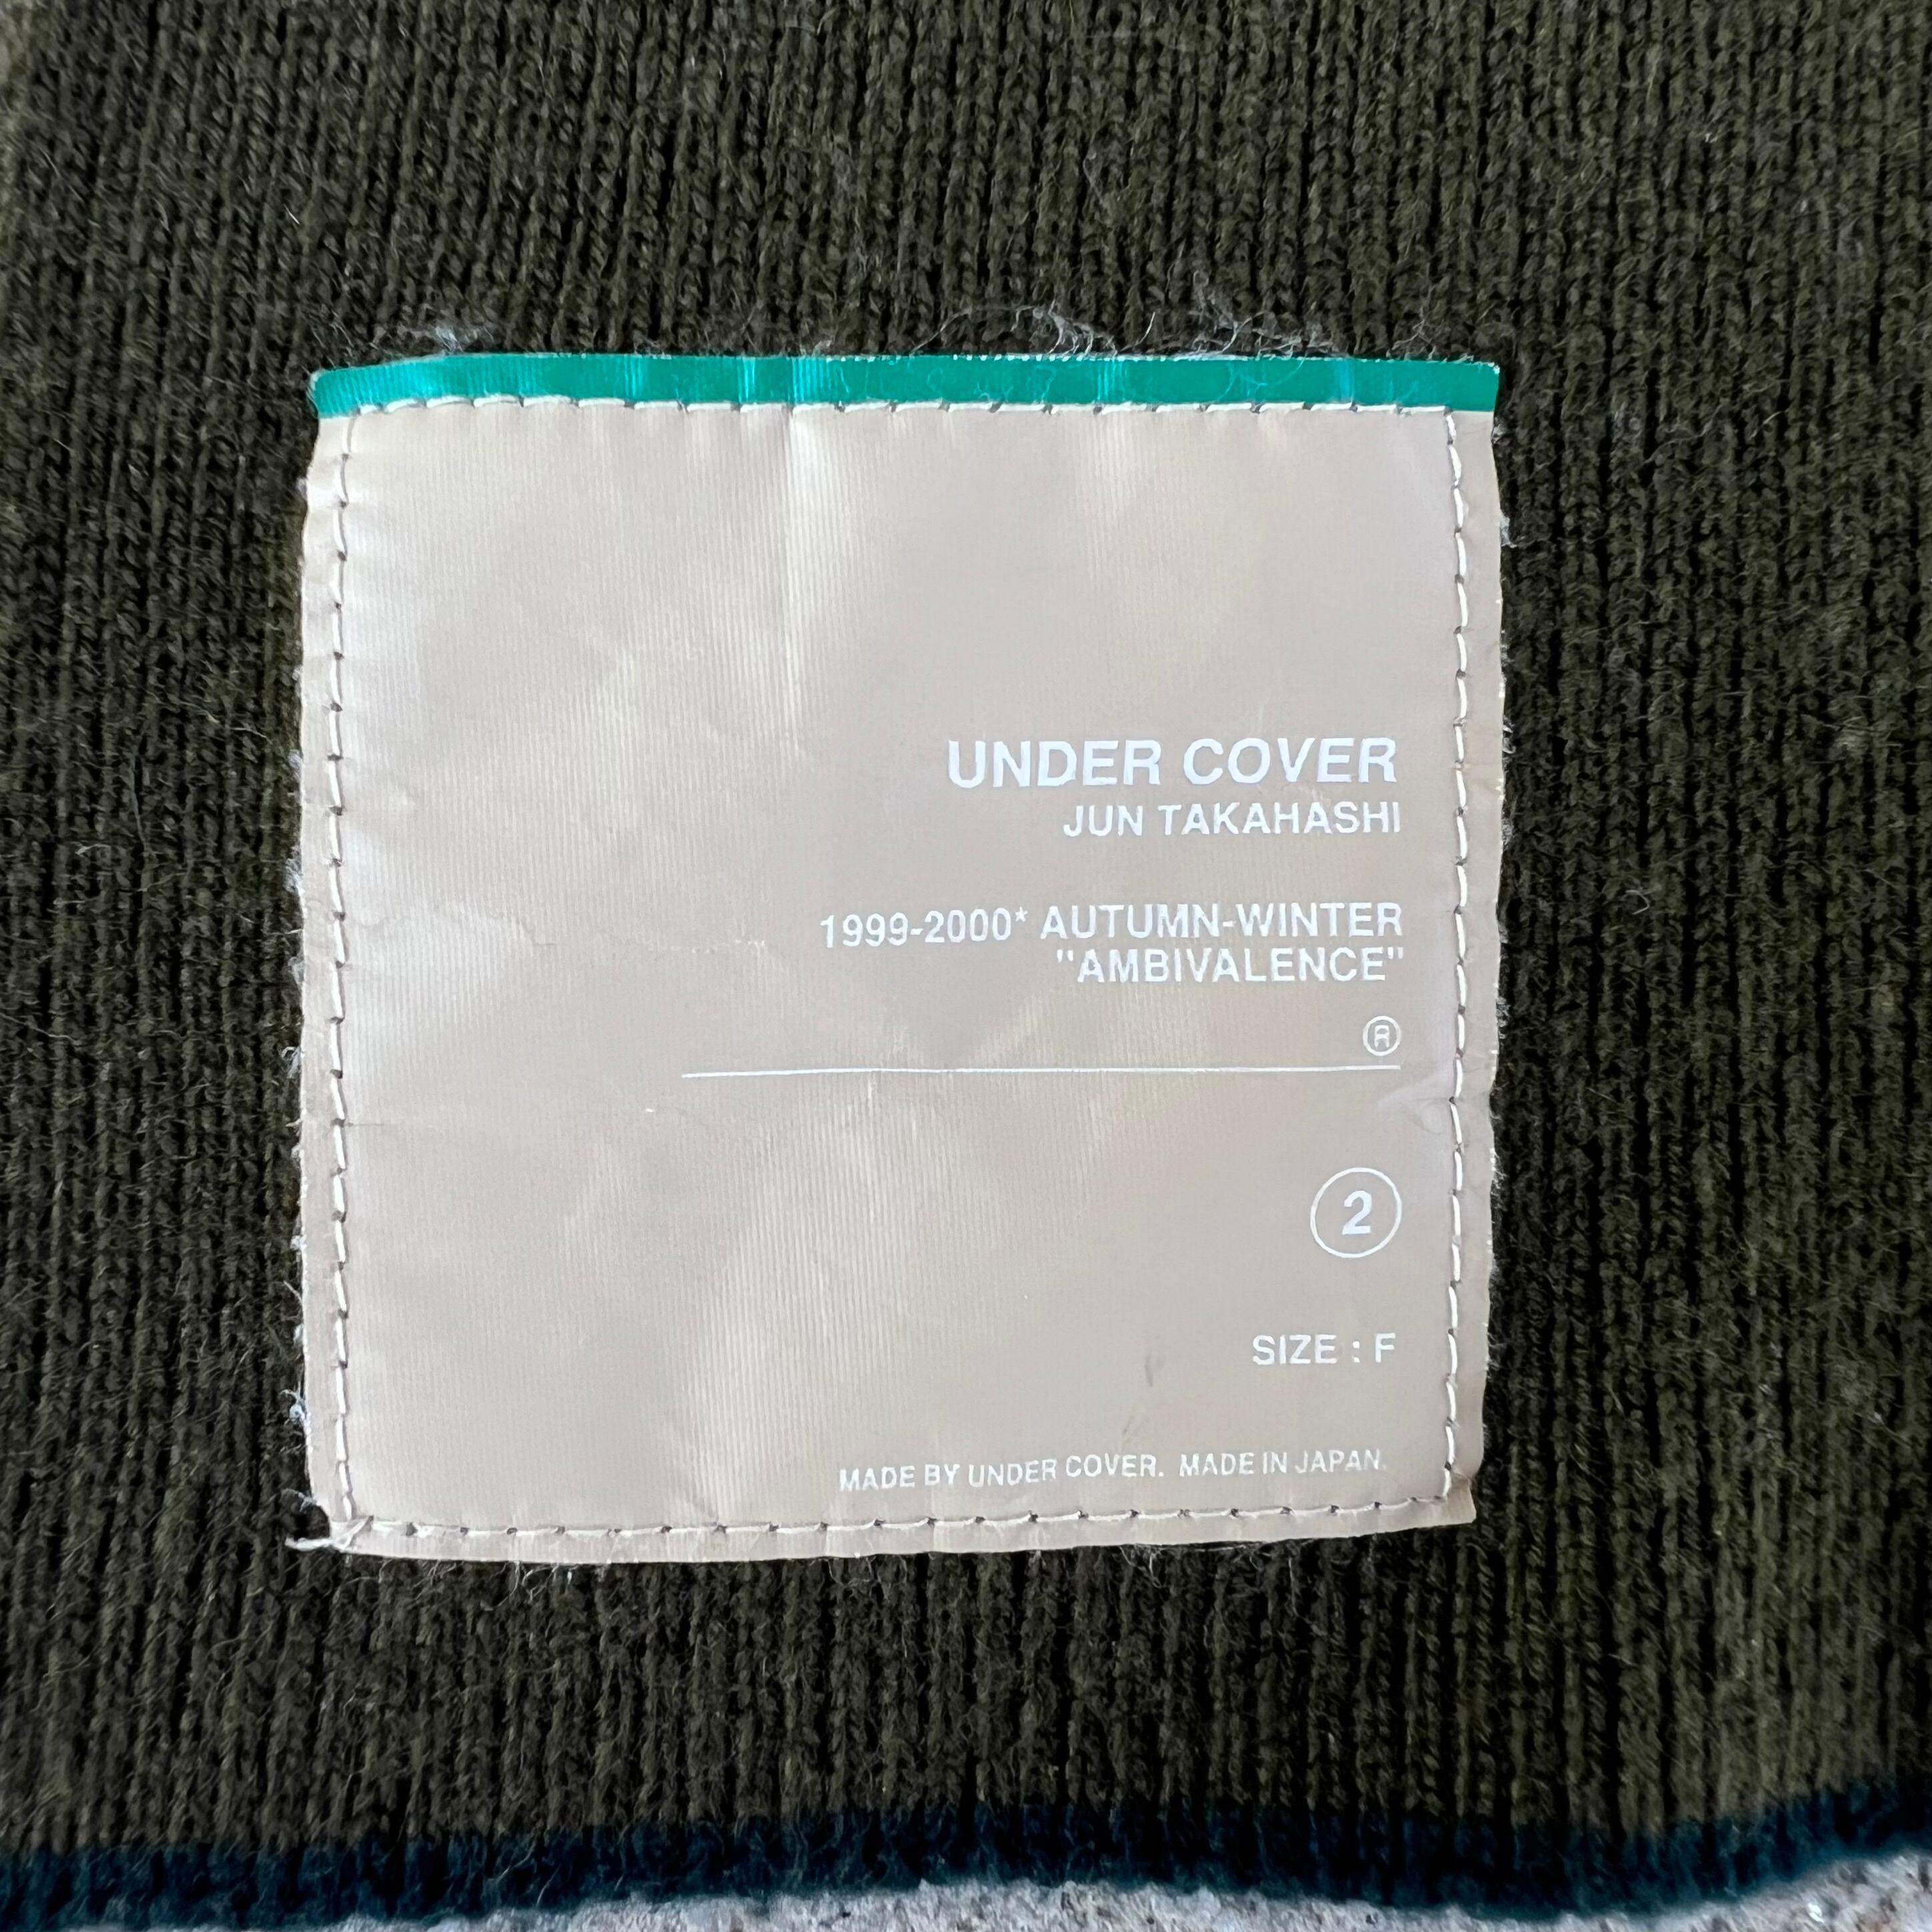 UNDER COVER
JUN TAKAHASHI
1999-2000* AUTUMN-WINTER
"AMBIVALENCE"
®
2
SIZE : F
MADE BY UNDER COVER. MADE IN JAPAN.